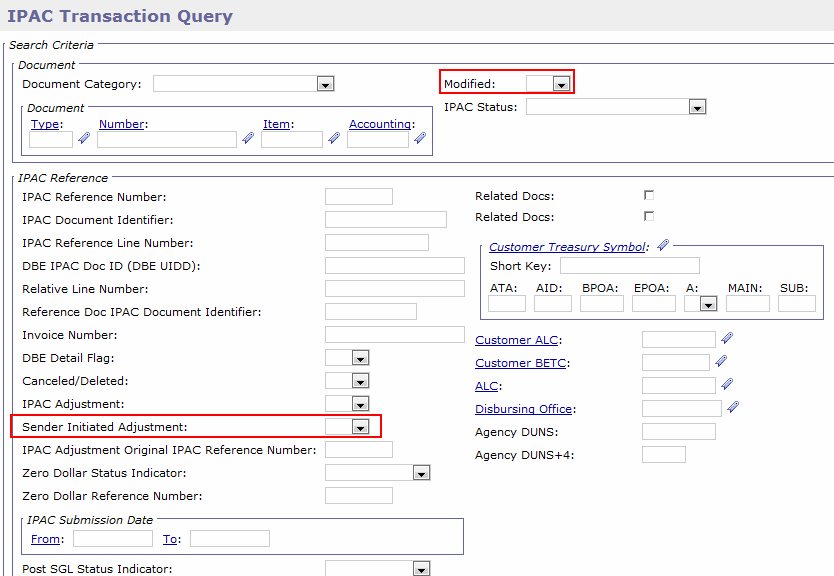 IPAC Transaction Query
Search Criteria
Document
Document Category:
Modified:
IPAC Status:
Document
Type: Number: Item: Accounting:
IPAC Reference
IPAC Reference Number:
IPAC Document Identifier:
IPAC Reference Line Number:
DBE IPAC Doc ID (DBE UIDD):
Relative Line Number:
Reference Doc IPAC Document Identifier:
Invoice Number:
DBE Detail Flag:
Canceled/Deleted:
IPAC Adjustment:
Sender Initiated Adjustment:
IPAC Adjustment Original IPAC Reference Number:
Zero Dollar Status Indicator:
Zero Dollar Reference Number:
IPAC Submission Date
From: To:
Post SGL Status Indicator:
Related Docs:
Related Docs:
Customer Treasury Symbol:
Short Key:
ATA: AID: BPOA: EPOA: A: MAIN: SUB:
Customer ALC:
Customer BETC:
ALC:
Disbursing Office:
Agency DUNS:
Agency DUNS+4: